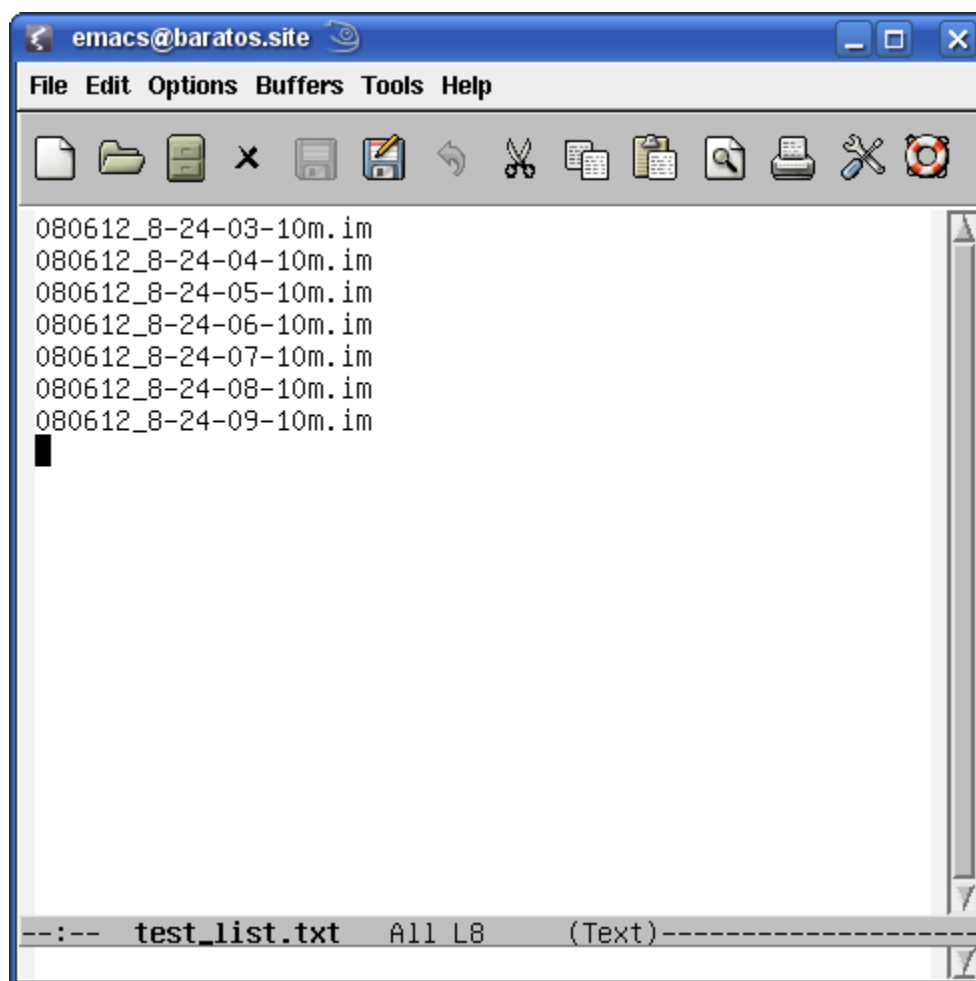 emacs@baratos.site
File Edit Options Buffers Tools Help
080612_8-24-03-10m.im
080612_8-24-04-10m.im
080612_8-24-05-10m.im
080612_8-24-06-10m.im
080612_8-24-07-10m.im
080612_8-24-08-10m.im
080612_8-24-09-10m.im
--:-- test_list.txt All L8 (Text)--------------------